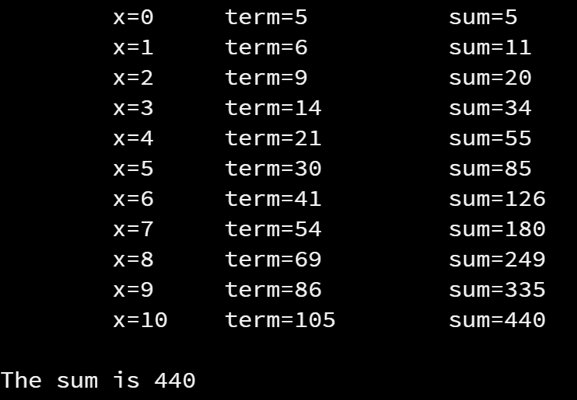 x=0 term=5 sum=5
x=1 term=6 sum=11
x=2 term=9 sum=20
x=3 term=14 sum=34
x=4 term=21 sum=55
x=5 term=30 sum=85
x=6 term=41 sum=126
x=7 term=54 sum=180
x=8 term=69 sum=249
x=9 term=86 sum=335
x=10 term=105 sum=440
The sum is 440